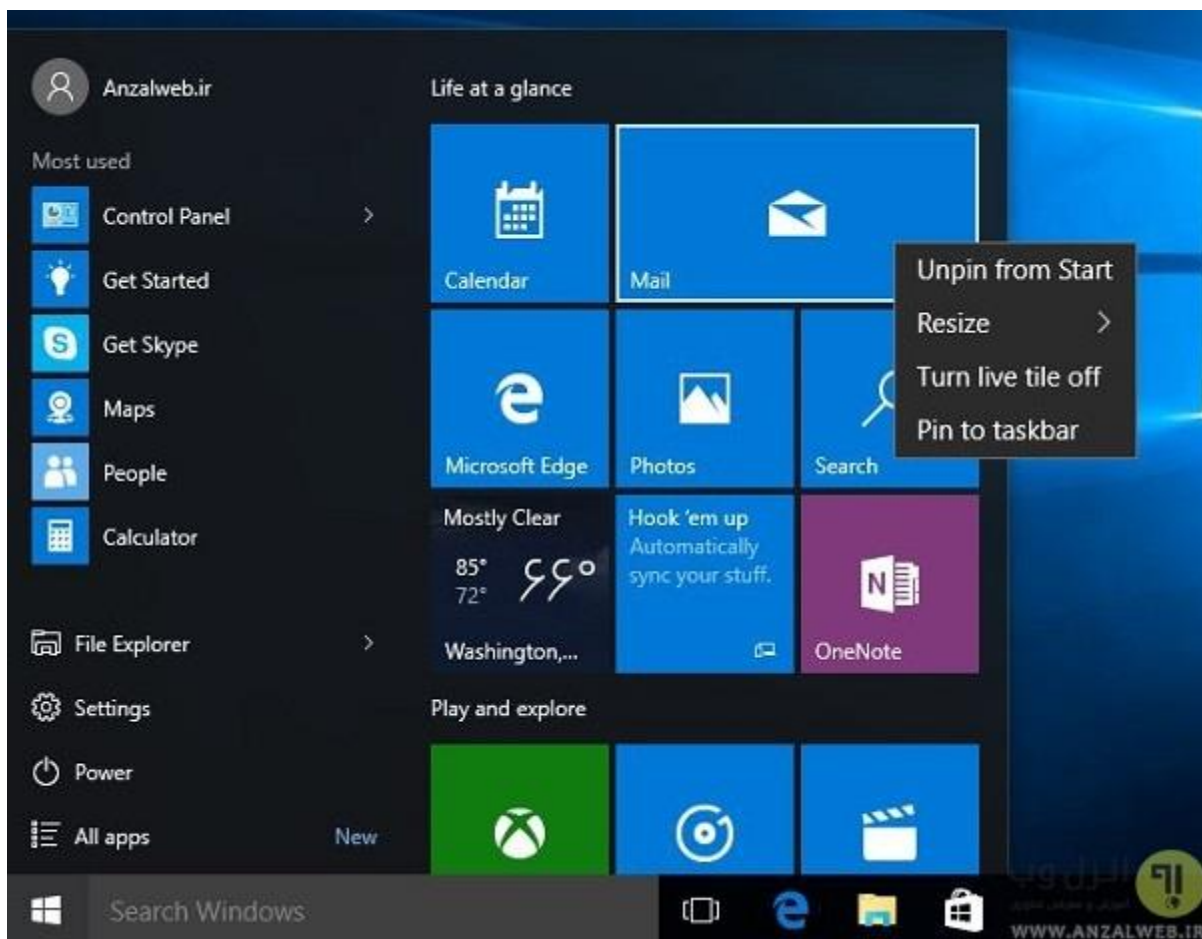 Anzalweb.ir
Most used
Control Panel
Get Started
Get Skype
Maps
People
Calculator
File Explorer
Settings
Power
All apps New
Life at a glance
Calendar
Mail
Unpin from Start
Resize
Turn live tile off
Pin to taskbar
Microsoft Edge
Photos
Search
Mostly Clear
85°
72°
۶۶°
Washington,...
Hook 'em up
Automatically
sync your stuff.
OneNote
Play and explore
Search Windows
انزل وب
WWW.ANZALWEB.IR